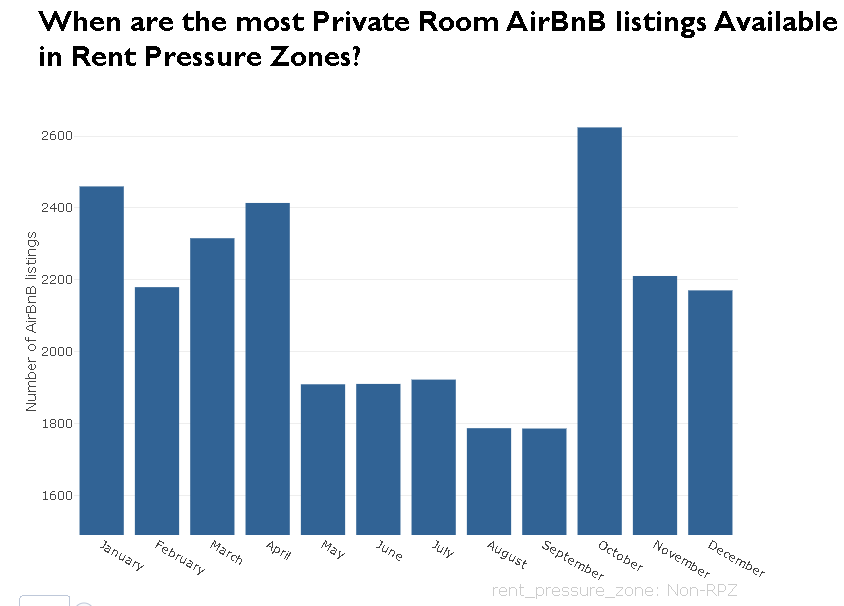 When are the most Private Room AirBnB listings Available
in Rent Pressure Zones?
Number of AirBnB listings
2600
2400
2200
2000
1800
1600
January
February
March
April
May
June
July
August
September
October
November
December
rent_pressure_zone: Non-RPZ